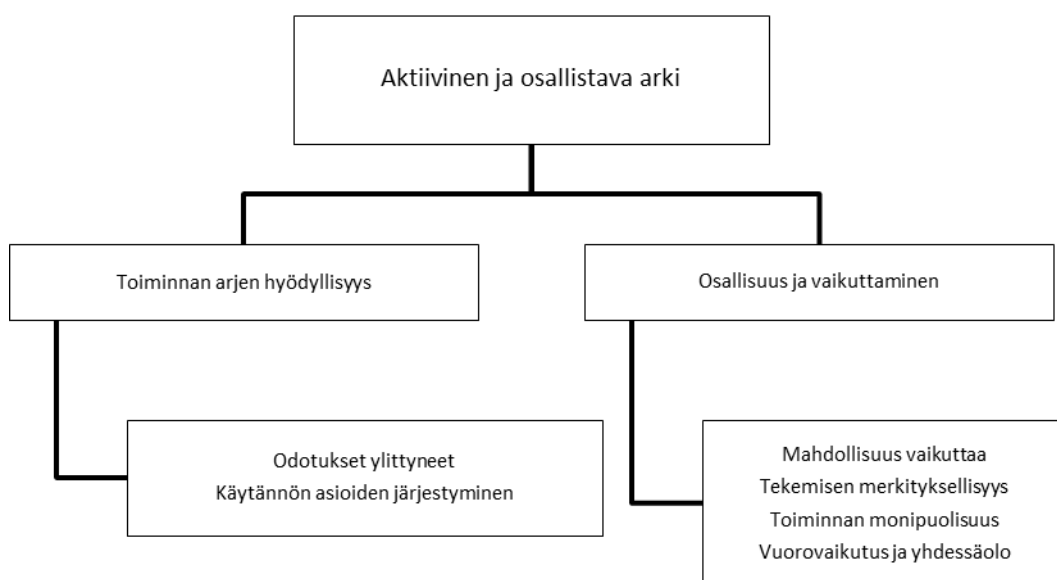 Aktiivinen ja osallistava arki
Toiminnan arjen hyödyllisyys
Osallisuus ja vaikuttaminen
Odotukset ylittyneet
Käytännön asioiden järjestyminen
Mahdollisuus vaikuttaa
Tekemisen merkityksellisyys
Toiminnan monipuolisuus
Vuorovaikutus ja yhdessäolo